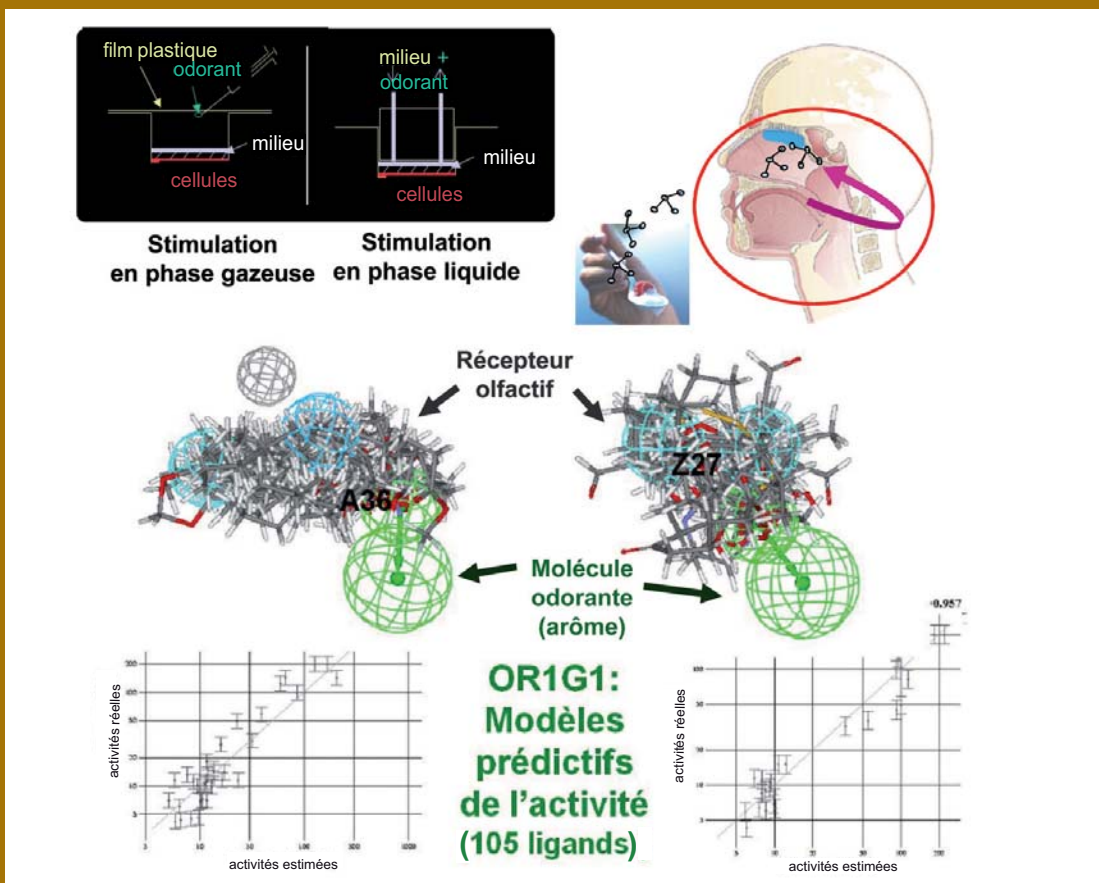 film plastique
odorant
milieu
cellules
milieu +
odorant
milieu
cellules
Stimulation
en phase gazeuse
Stimulation
en phase liquide
Récepteur
olfactif
A36
Z27
Molécule
odorante
(arôme)
OR1G1:
Modèles
prédictifs
de l'activité
(105 ligands)
activités réelles
10
activités estimées
0.957
activités réelles
10
activités estimées